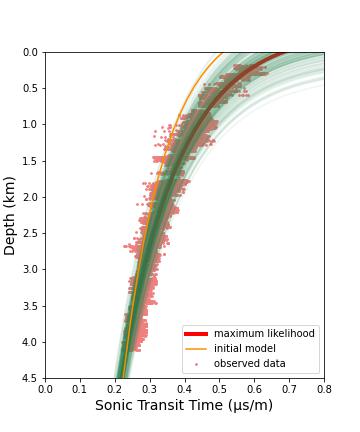 0.0
0.5
1.0
1.5
2.0
2.5
3.0
3.5
4.0
4.5
Depth (km)
0.0 0.1 0.2 0.3 0.4 0.5 0.6 0.7 0.8
Sonic Transit Time (μs/m)
maximum likelihood
initial model
observed data